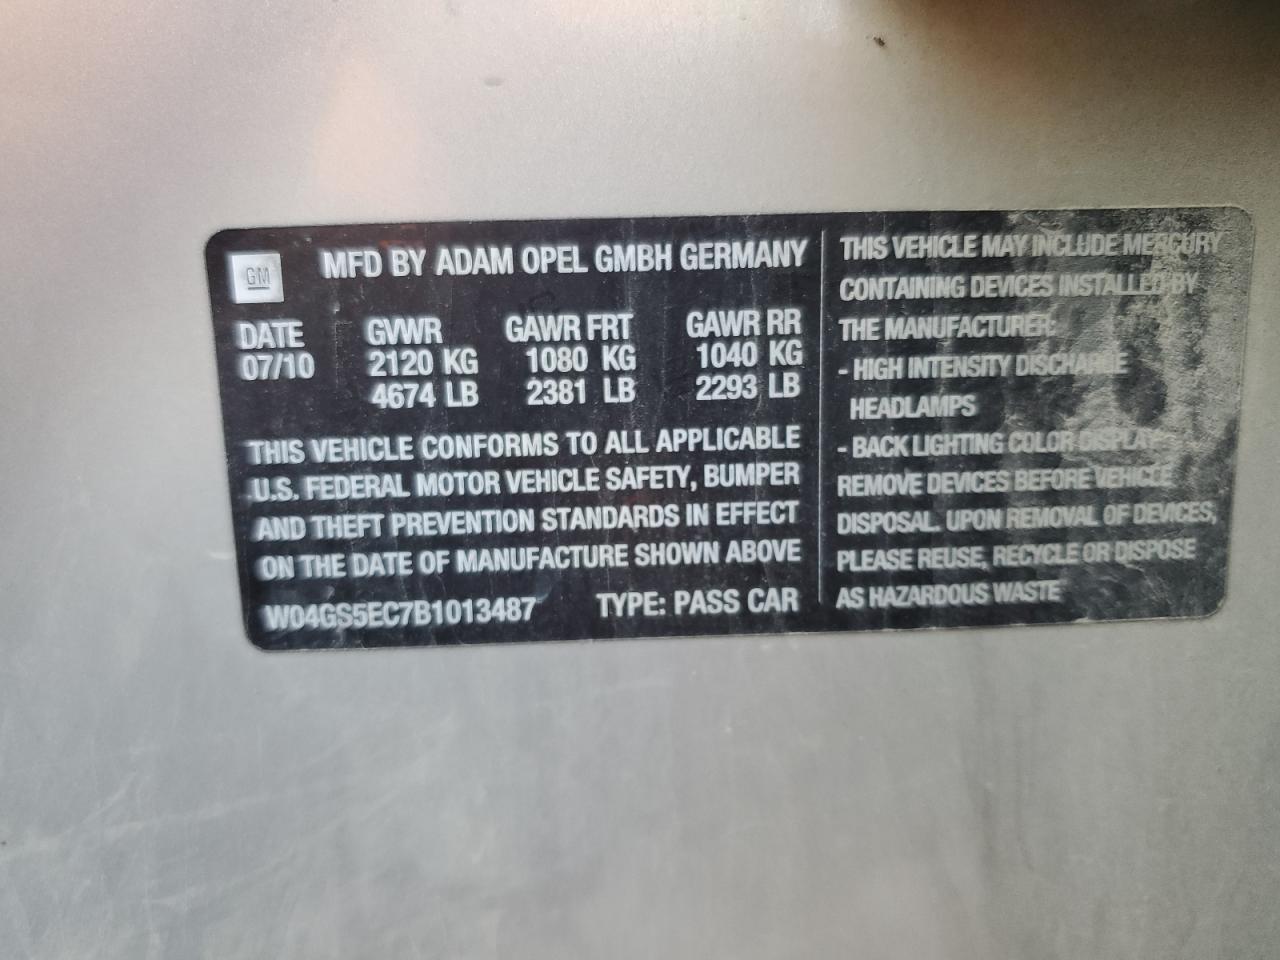 GM
MFD BY ADAM OPEL GMBH GERMANY
DATE GVWR GAWR FRT GAWR RR
07/10 2120 KG 1080 KG 1040 KG
4674 LB 2381 LB 2293 LB
THIS VEHICLE CONFORMS TO ALL APPLICABLE
U.S. FEDERAL MOTOR VEHICLE SAFETY, BUMPER
AND THEFT PREVENTION STANDARDS IN EFFECT
ON THE DATE OF MANUFACTURE SHOWN ABOVE
W04GS5EC7B1013487 TYPE: PASS CAR
THIS VEHICLE MAY INCLUDE MERCURY
CONTAINING DEVICES INSTALLED BY
THE MANUFACTURER:
- HIGH INTENSITY DISCHARGE
HEADLAMPS
- BACK LIGHTING COLOR DISPLAYS
REMOVE DEVICES BEFORE VEHICLE
DISPOSAL. UPON REMOVAL OF DEVICES,
PLEASE REUSE, RECYCLE OR DISPOSE
AS HAZARDOUS WASTE